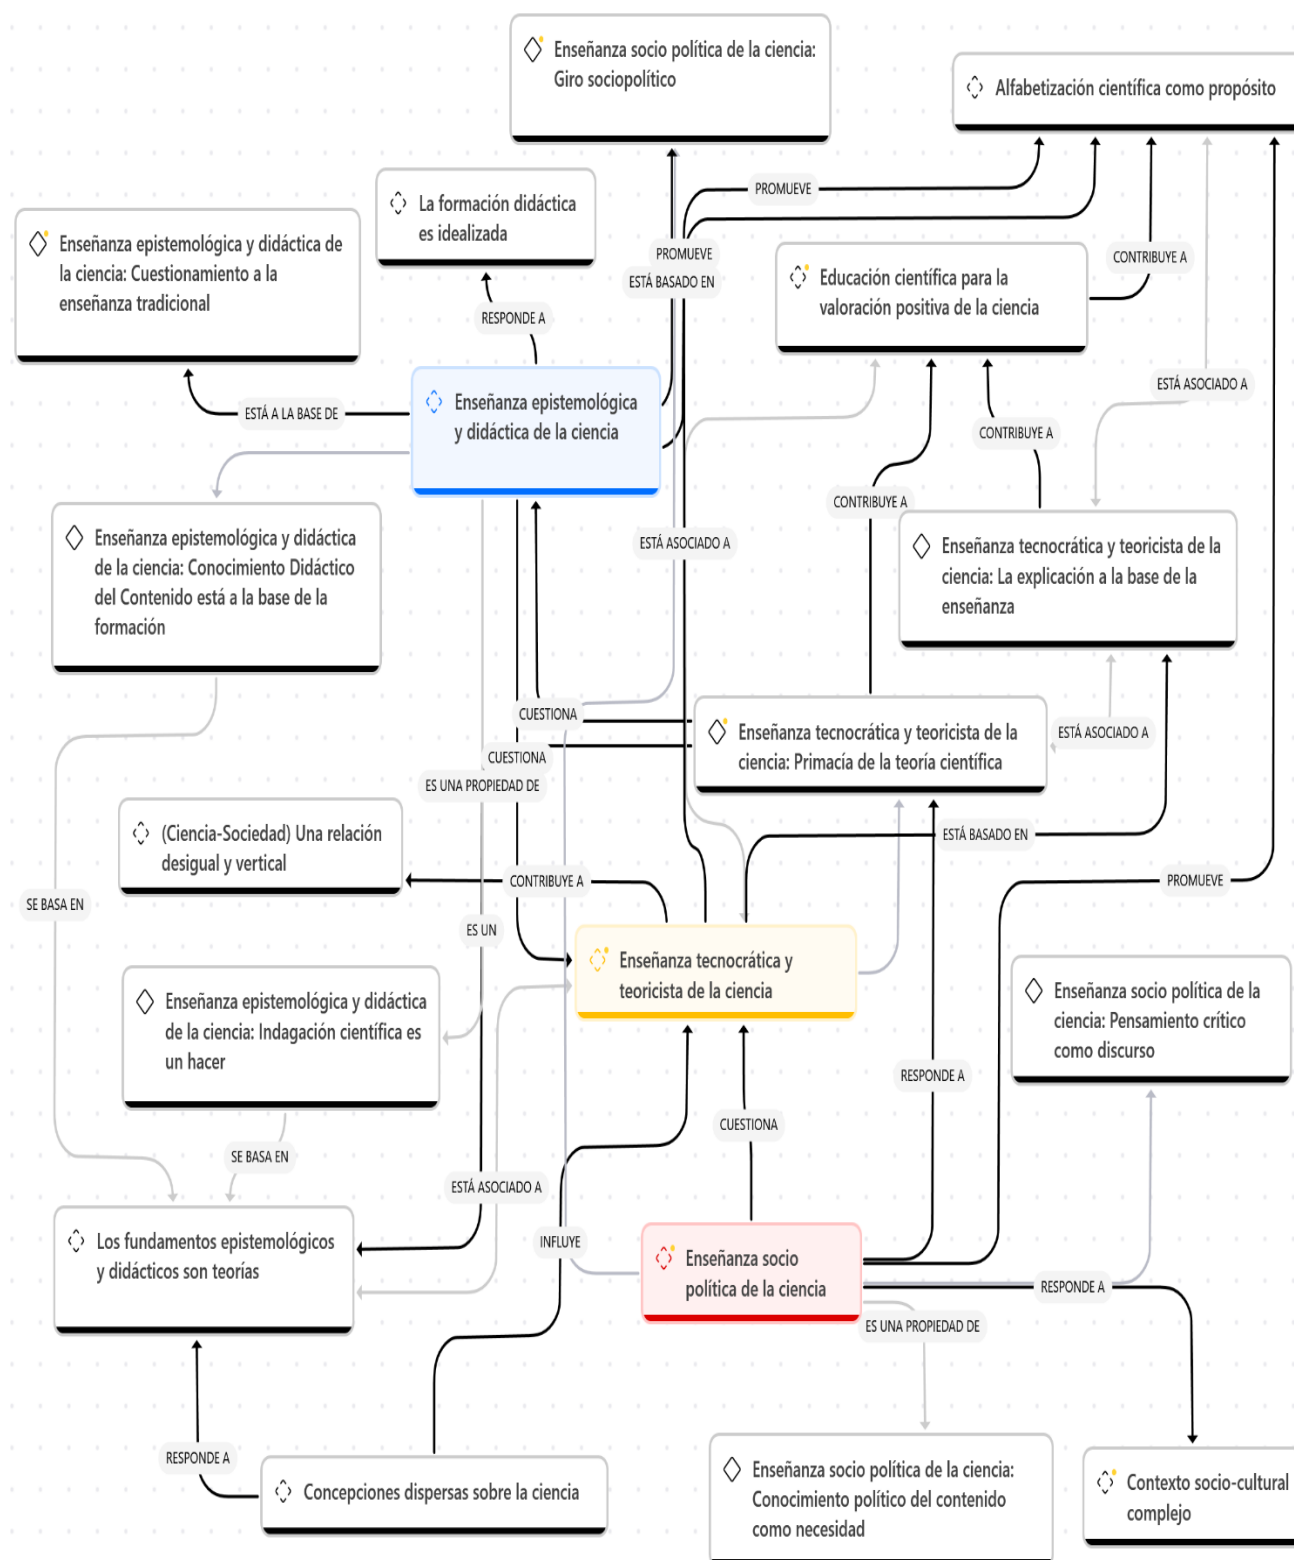 Enseñanza socio política de la ciencia:
Giro sociopolítico
Alfabetización científica como propósito
La formación didáctica
es idealizada
PROMUEVE
Enseñanza epistemológica y didáctica de
la ciencia: Cuestionamiento a la
enseñanza tradicional
PROMUEVE
ESTÁ BASADO EN
CONTRIBUYE A
Educación científica para la
valoración positiva de la ciencia
RESPONDE A
ESTÁ ASOCIADO A
ESTÁ A LA BASE DE
Enseñanza epistemológica
y didáctica de la ciencia
CONTRIBUYE A
CONTRIBUYE A
Enseñanza epistemológica y didáctica
de la ciencia: Conocimiento Didáctico
del Contenido está a la base de la
formación
ESTÁ ASOCIADO A
Enseñanza tecnocrática y teoricista de la
ciencia: La explicación a la base de la
enseñanza
CUESTIONA
Enseñanza tecnocrática y teoricista de la
ciencia: Primacía de la teoría científica
ESTÁ ASOCIADO A
CUESTIONA
ES UNA PROPIEDAD DE
(Ciencia-Sociedad) Una relación
desigual y vertical
ESTÁ BASADO EN
CONTRIBUYE A
PROMUEVE
SE BASA EN
ES UN
Enseñanza tecnocrática y
teoricista de la ciencia
Enseñanza epistemológica y didáctica
de la ciencia: Indagación científica es
un hacer
Enseñanza socio política de la
ciencia: Pensamiento crítico
como discurso
RESPONDE A
CUESTIONA
SE BASA EN
ESTÁ ASOCIADO A
Los fundamentos epistemológicos
y didácticos son teorías
INFLUYE
Enseñanza socio
política de la ciencia
RESPONDE A
ES UNA PROPIEDAD DE
RESPONDE A
Concepciones dispersas sobre la ciencia
Enseñanza socio política de la ciencia:
Conocimiento político del contenido
como necesidad
Contexto socio-cultural
complejo